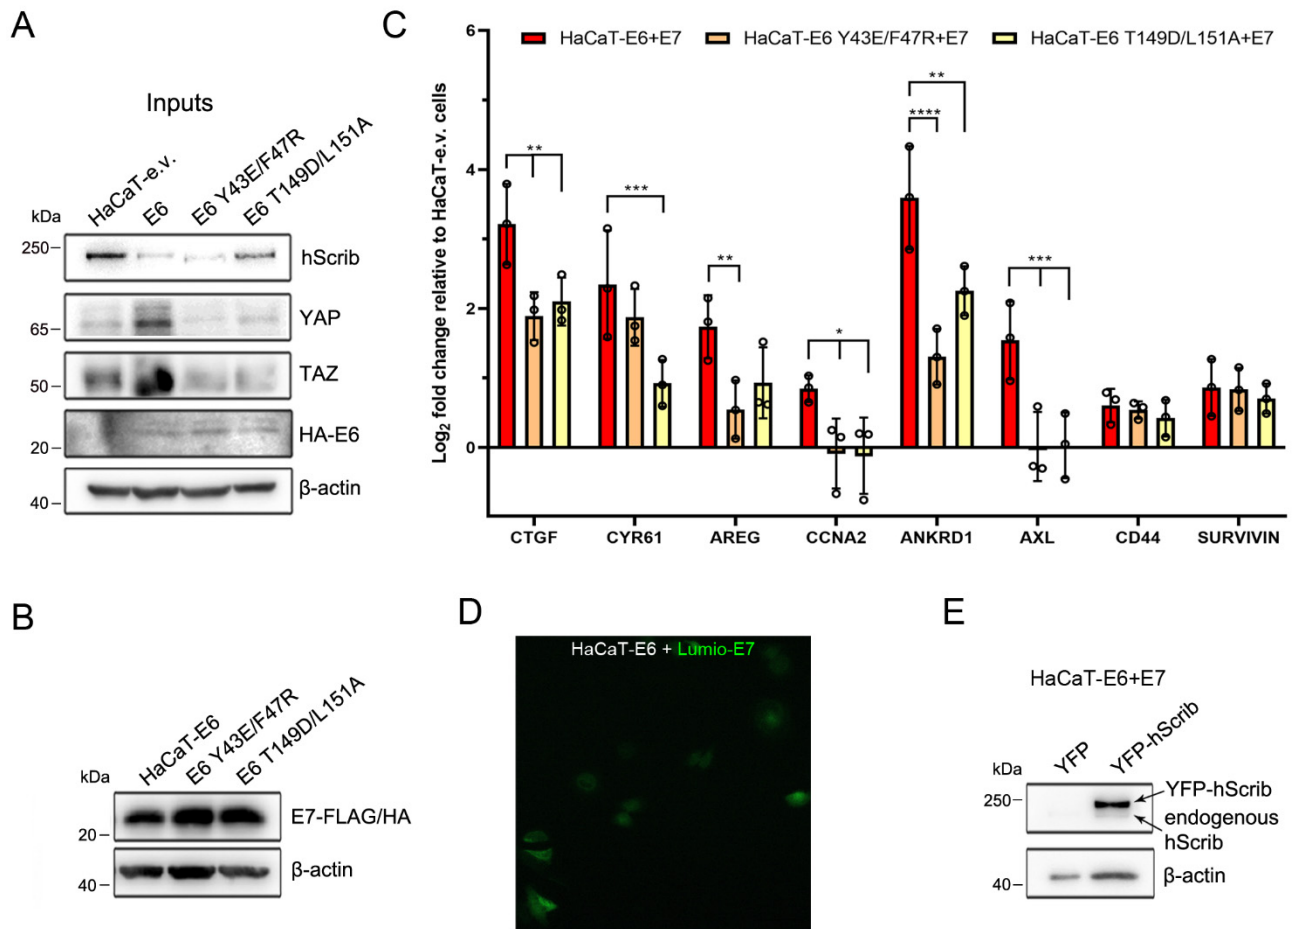 A
Inputs
HaCaT-e.v.
E6
E6 Y43E/F47R
E6 T149D/L151A
kDa
250
hScrib
65
YAP
50
TAZ
20
HA-E6
40
β-actin
B
HaCaT-E6
E6 Y43E/F47R
E6 T149D/L151A
kDa
20
E7-FLAG/HA
40
β-actin
C
HaCaT-E6+E7
HaCaT-E6 Y43E/F47R+E7
HaCaT-E6 T149D/L151A+E7
Log2 fold change relative to HaCaT-e.v. cells
6
4
2
0
**
***
**
*
****
**
***
CTGF
CYR61
AREG
CCNA2
ANKRD1
AXL
CD44
SURVIVIN
D
HaCaT-E6 + Lumio-E7
E
HaCaT-E6+E7
YFP
YFP-hScrib
kDa
250
YFP-hScrib
endogenous
hScrib
40
β-actin